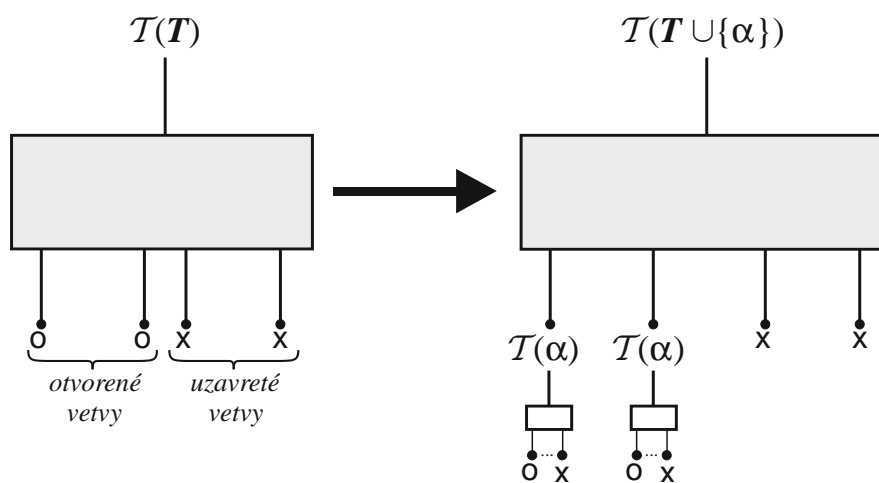 𝒯(T)
𝒯(T ∪{α})
o o x x
x x
otvorené vetvy
uzavreté vetvy
𝒯(α) 𝒯(α)
o ... x o ... x